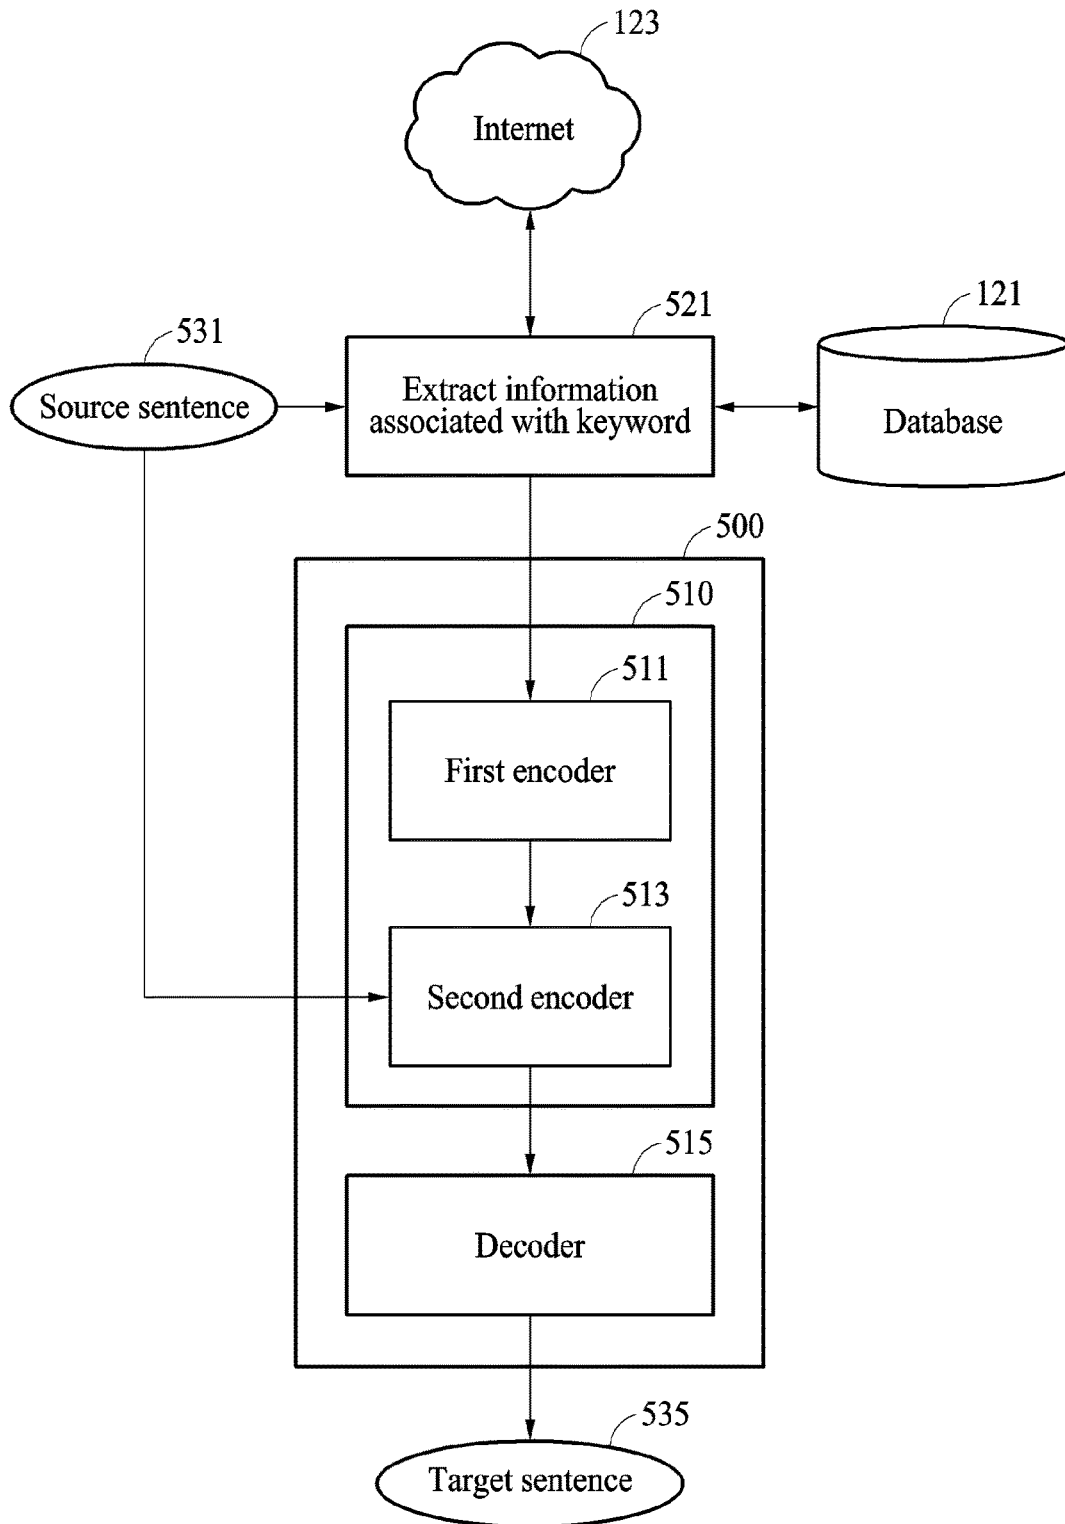 123
Internet
521
121
531
Extract information
associated with keyword
Source sentence
Database
500
510
511
First encoder
513
Second encoder
515
Decoder
535
Target sentence